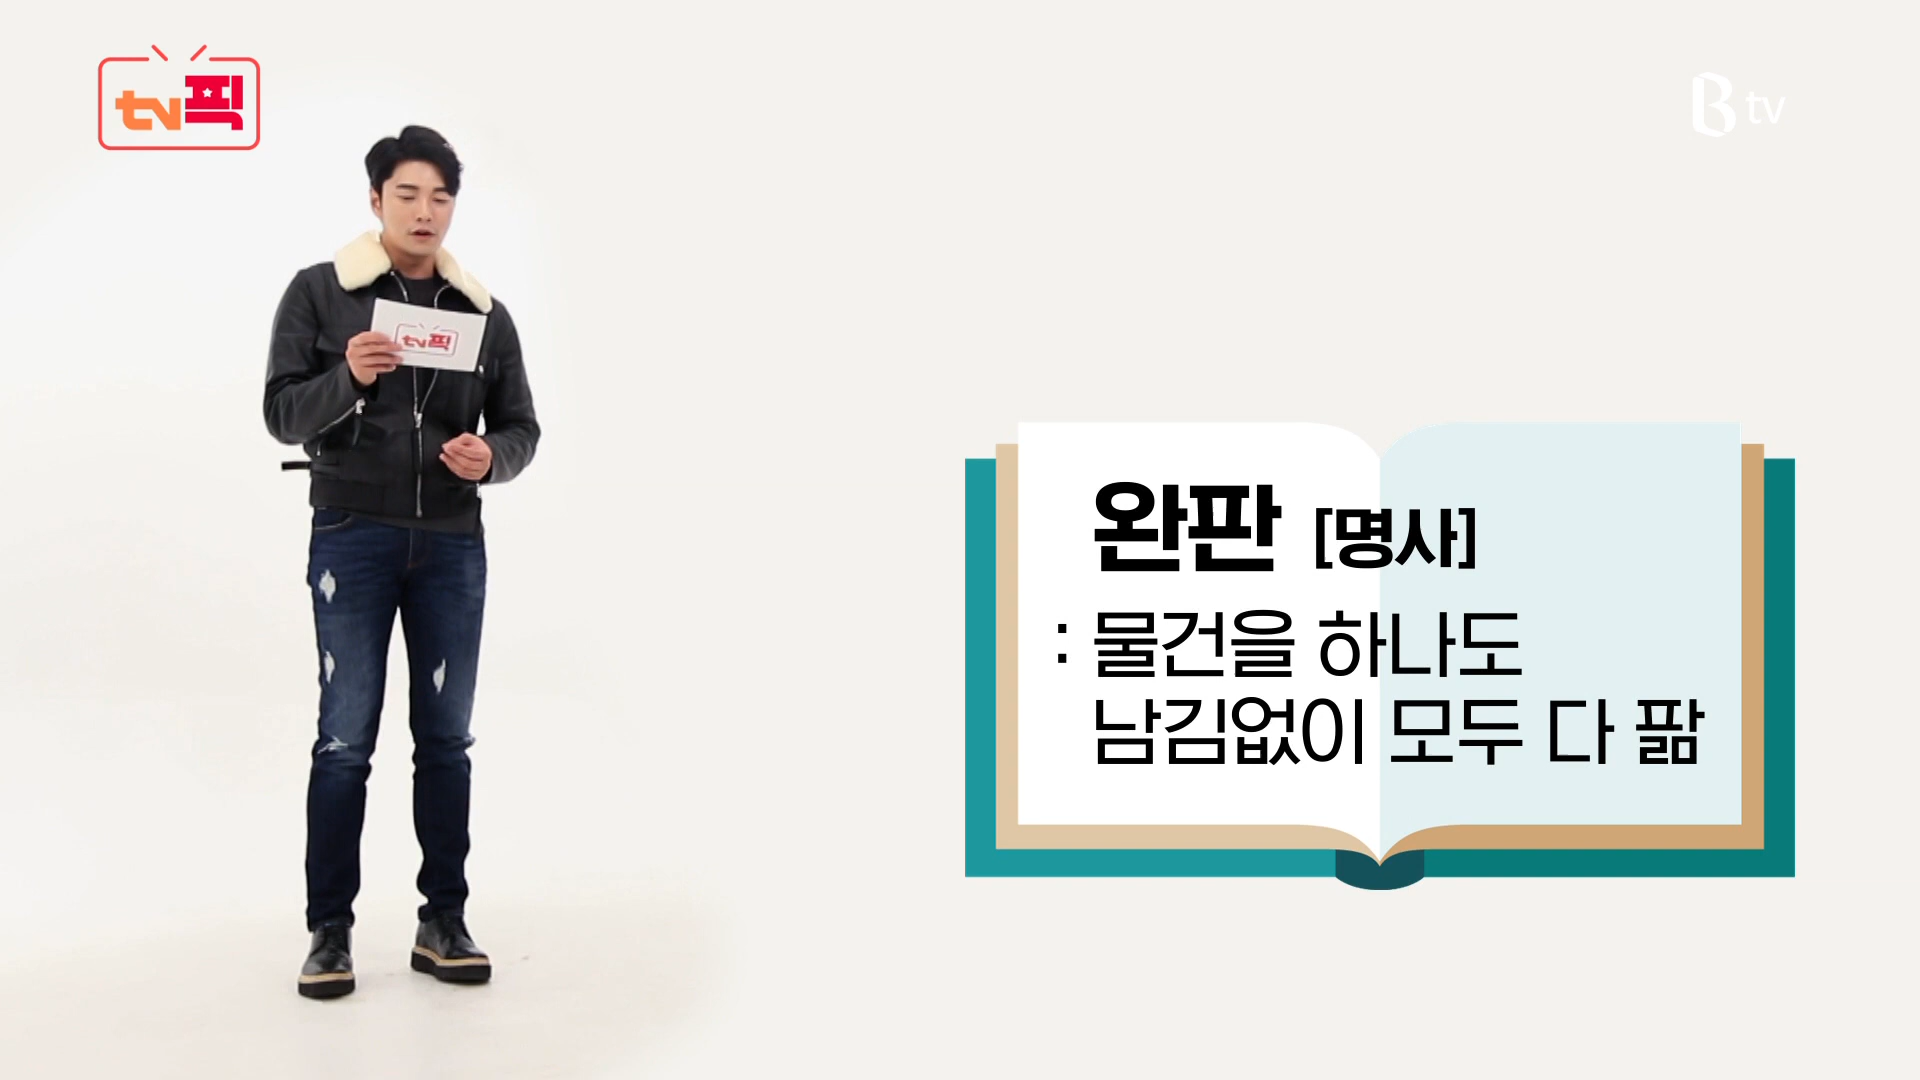 tv픽
B tv
tv픽
완판 [명사]
: 물건을 하나도
남김없이 모두 다 팖